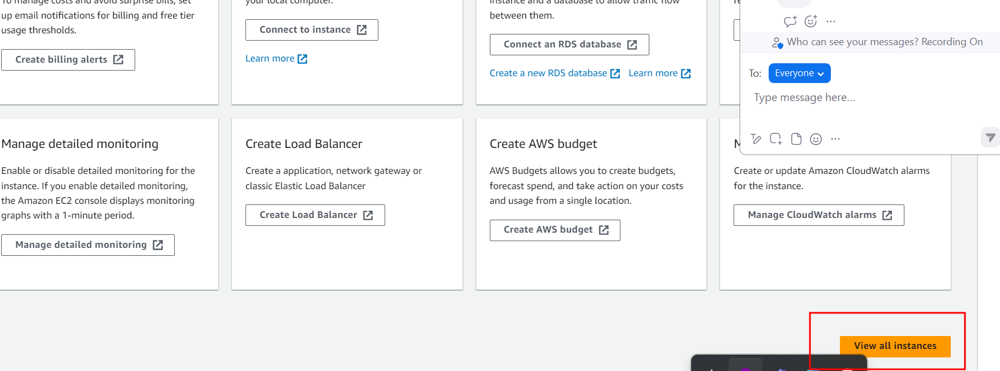 To manage costs and avoid surprise bills, set
up email notifications for billing and free tier
usage thresholds.
Create billing alerts
your local computer.
Connect to instance
Learn more
instance and a database to allow traffic flow
between them.
Connect an RDS database
Create a new RDS database Learn more
Who can see your messages? Recording On
To: Everyone
Type message here...
Manage detailed monitoring
Enable or disable detailed monitoring for the
instance. If you enable detailed monitoring,
the Amazon EC2 console displays monitoring
graphs with a 1-minute period.
Manage detailed monitoring
Create Load Balancer
Create a application, network gateway or
classic Elastic Load Balancer
Create Load Balancer
Create AWS budget
AWS Budgets allows you to create budgets,
forecast spend, and take action on your costs
and usage from a single location.
Create AWS budget
Create or update Amazon CloudWatch alarms
for the instance.
Manage CloudWatch alarms
View all instances